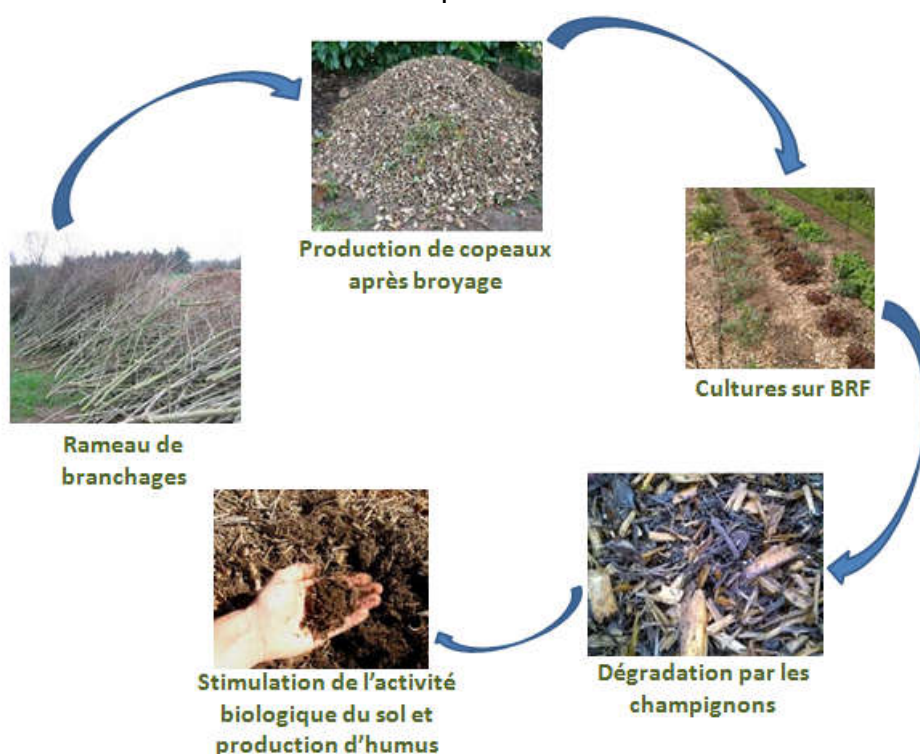 Production de copeaux
après broyage
Cultures sur BRF
Rameau de
branchages
Dégradation par les
champignons
Stimulation de l’activité
biologique du sol et
production d’humus